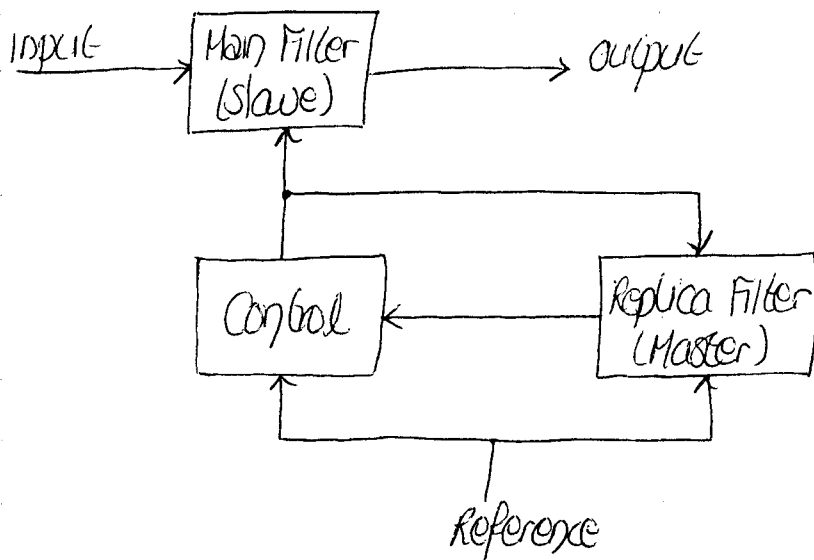 Input
Main Filter
(Slave)
Output
Control
Replica Filter
(Master)
Reference